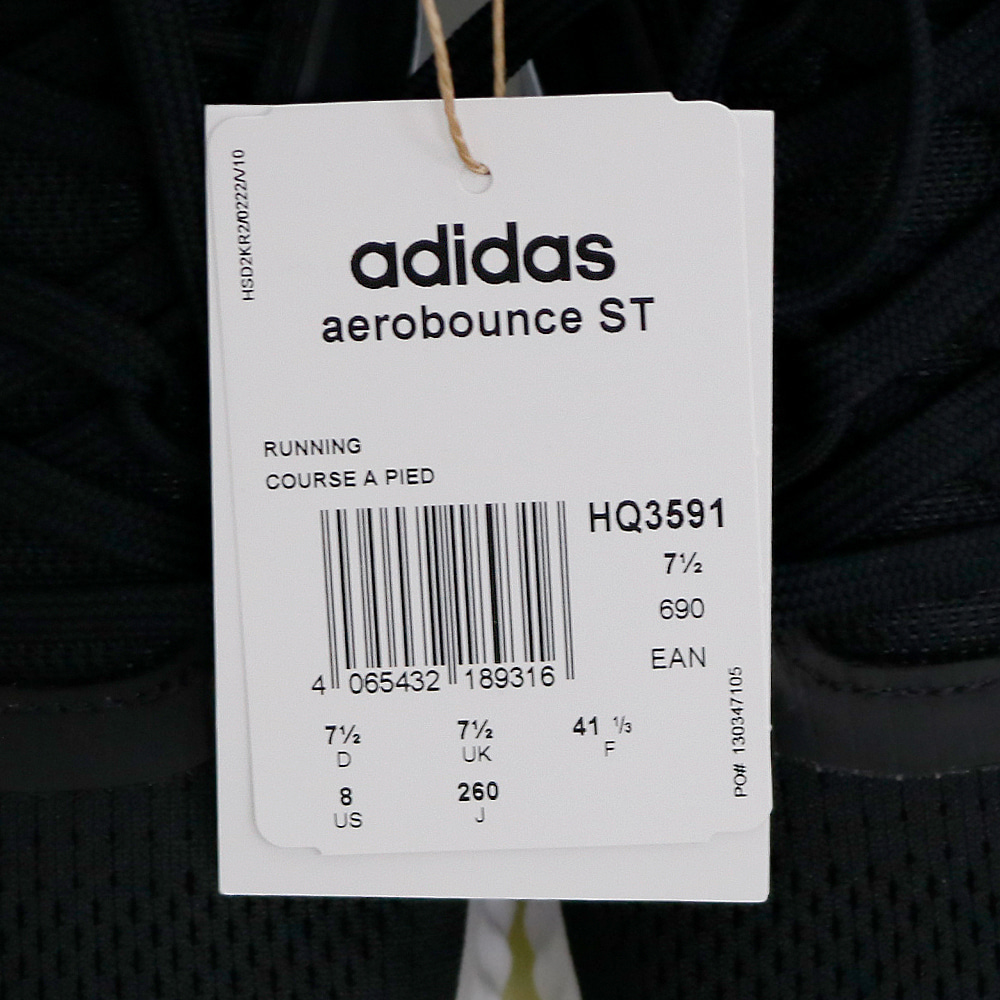 HSD2KR2/0222/V10
adidas
aerobounce ST
RUNNING
COURSE A PIED
HQ3591
7½
690
EAN
4 065432 189316
7½ 7½ 41 ⅓
D UK F
8 260
US J
PO# 130347105